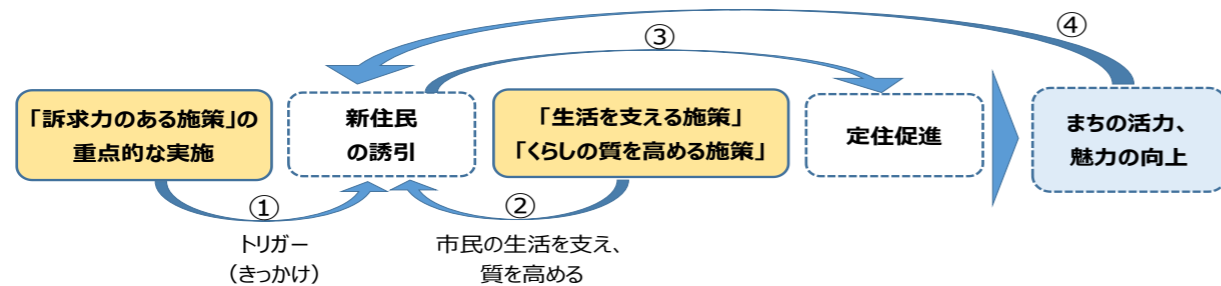 ④
③
「訴求力のある施策」の
重点的な実施
新住民
の誘引
「生活を支える施策」
「くらしの質を高める施策」
定住促進
まちの活力、
魅力の向上
①
トリガー
（きっかけ）
②
市民の生活を支え、
質を高める